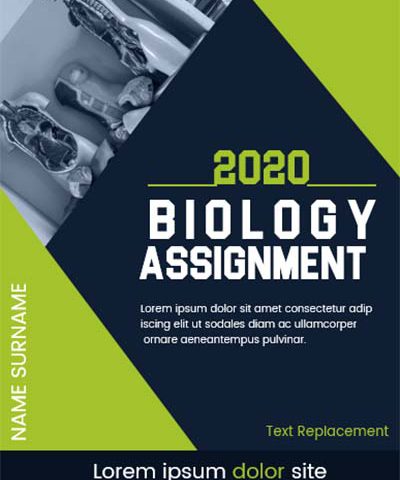 2020
BIOLOGY
ASSIGNMENT
Lorem ipsum dolor sit amet consectetur adip
iscing elit ut sodales diam ac ullamcorper
ornare aeneantempus pulvinar.
NAME SURNAME
Text Replacement
Lorem ipsum dolor site